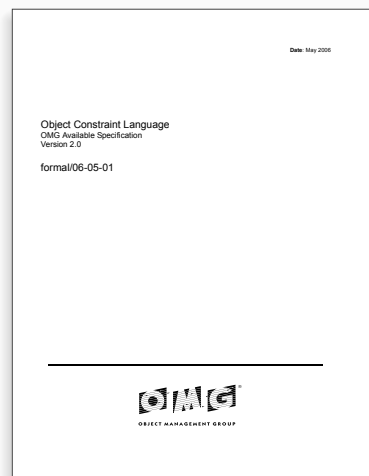 Date: May 2006
Object Constraint Language
OMG Available Specification
Version 2.0
formal/06-05-01
OMG
OBJECT MANAGEMENT GROUP